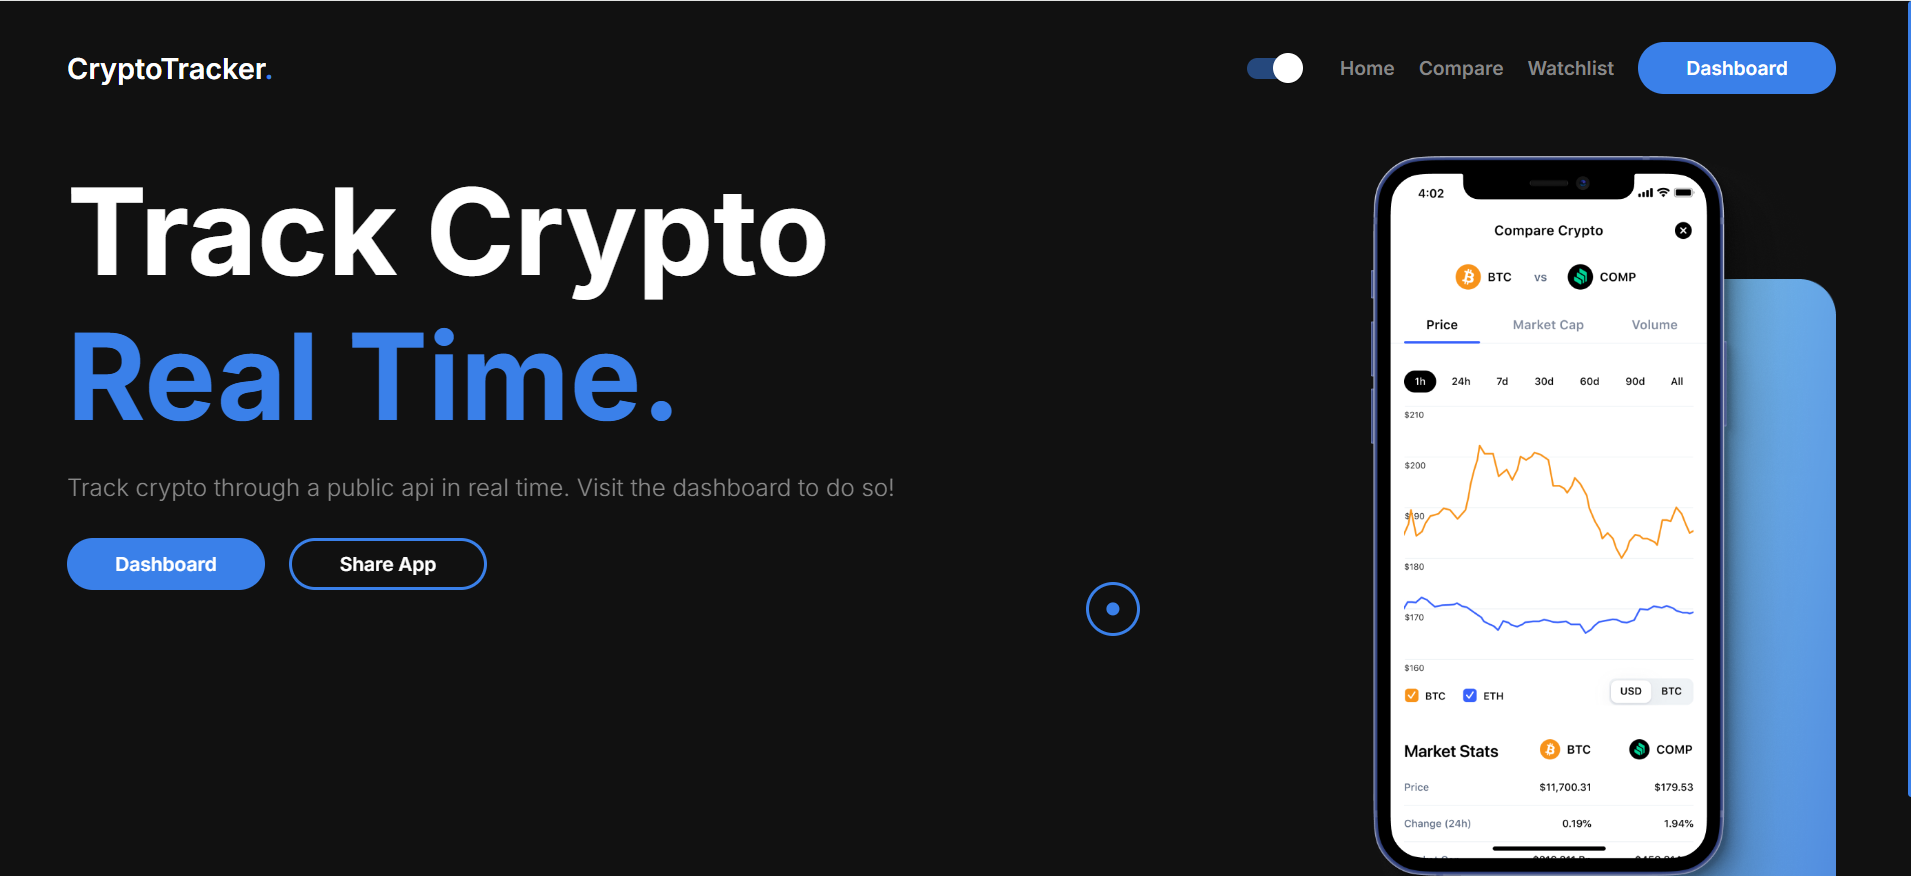 CryptoTracker.
Home Compare Watchlist Dashboard
Track Crypto
Real Time.
Track crypto through a public api in real time. Visit the dashboard to do so!
Dashboard Share App
4:02
Compare Crypto
BTC vs COMP
Price Market Cap Volume
1h 24h 7d 30d 60d 90d All
$210
$200
$190
$180
$170
$160
BTC ETH USD BTC
Market Stats BTC COMP
Price $11,700.31 $179.53
Change (24h) 0.19% 1.94%